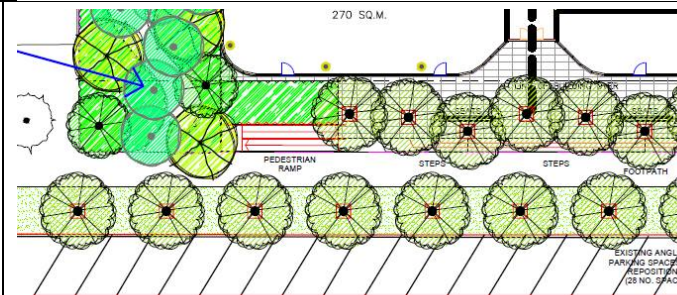 270 SQ.M.
PEDESTRIAN
RAMP
STEPS
STEPS
FOOTPATH
EXISTING ANGL
PARKING SPACE
REPOSITION
(28 NO. SPAC